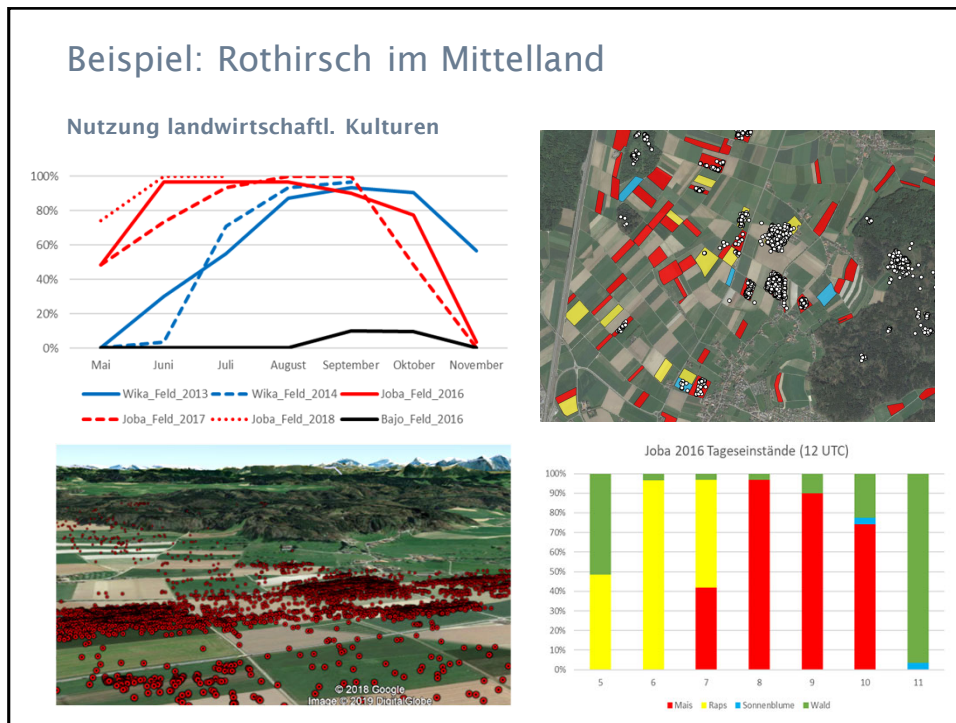 Beispiel: Rothirsch im Mittelland
Nutzung landwirtschaftl. Kulturen
100%
80%
60%
40%
20%
0%
Mai Juni Juli August September Oktober November
Wika_Feld_2013 Wika_Feld_2014 Joba_Feld_2016
Joba_Feld_2017 Joba_Feld_2018 Bajo_Feld_2016
© 2018 Google
Image © 2019 DigitalGlobe
Joba 2016 Tageseinstände (12 UTC)
100%
90%
80%
70%
60%
50%
40%
30%
20%
10%
0%
5 6 7 8 9 10 11
Mais Raps Sonnenblume Wald